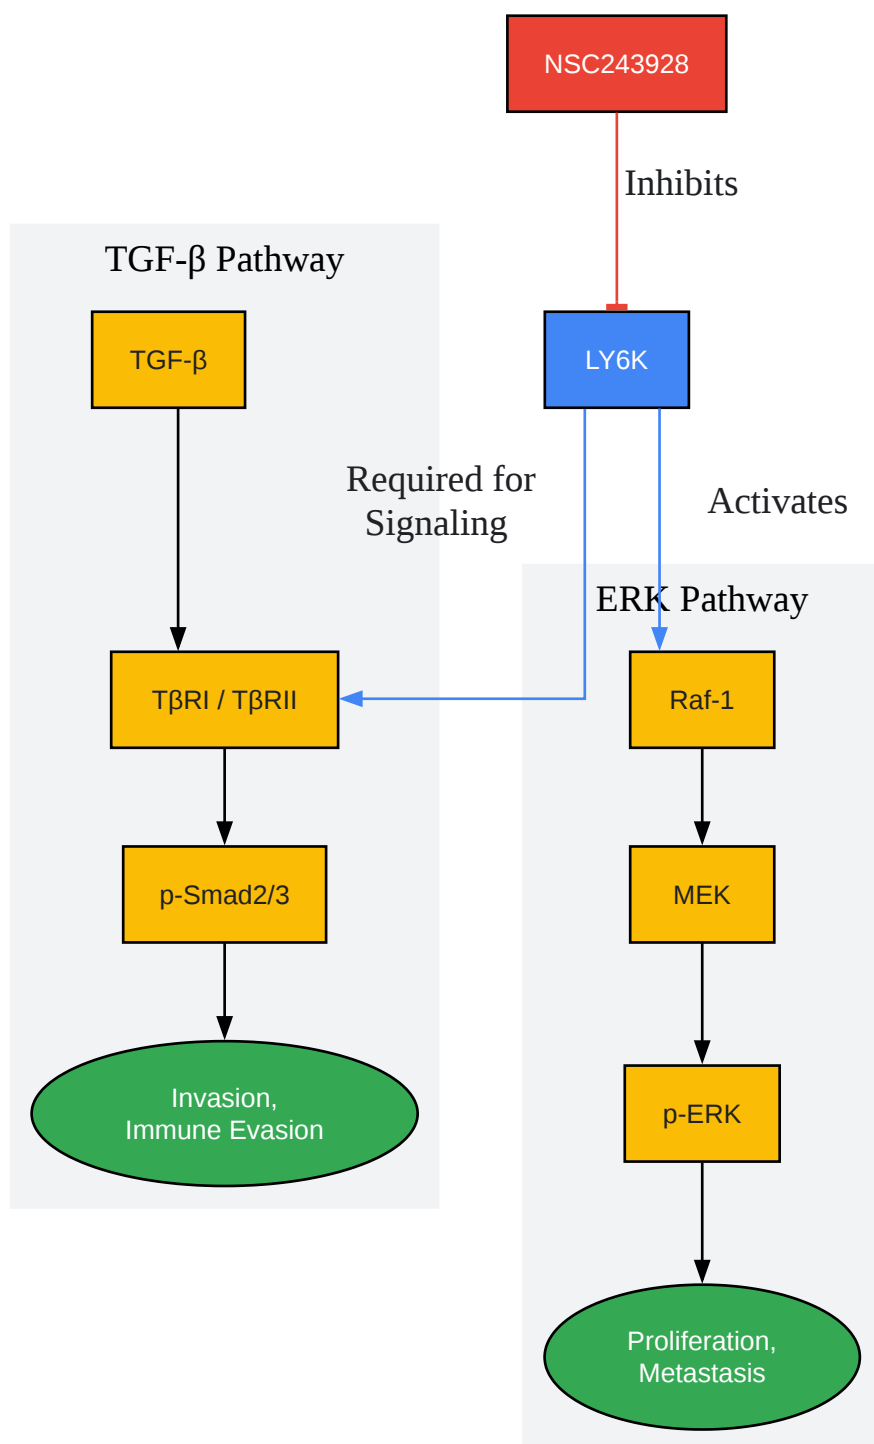 NSC243928
Inhibits
TGF-β Pathway
TGF-β
LY6K
Required for
Signaling
Activates
ERK Pathway
TβRI / TβRII
Raf-1
p-Smad2/3
MEK
Invasion,
Immune Evasion
p-ERK
Proliferation,
Metastasis